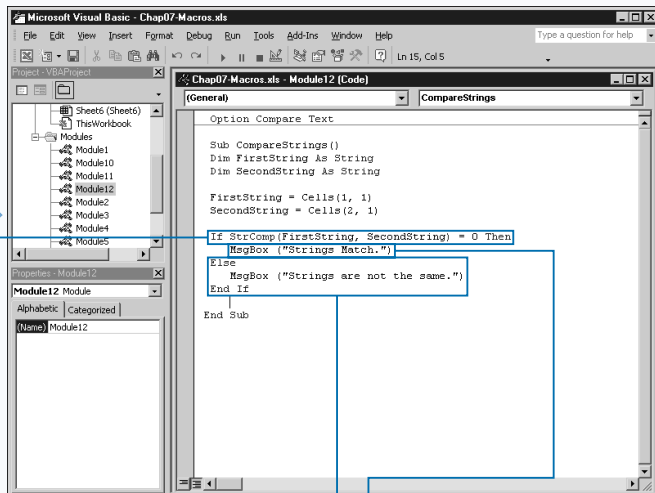 Microsoft Visual Basic - Chap07-Macros.xls
File Edit View Insert Format Debug Run Tools Add-Ins Window Help
Type a question for help
Ln 15, Col 5
Project - VBAProject
Sheet6 (Sheet6)
ThisWorkbook
Modules
Module1
Module10
Module11
Module12
Module2
Module3
Module4
Module5
Properties - Module12
Module12 Module
Alphabetic Categorized
(Name) Module12
Chap07-Macros.xls - Module12 (Code)
(General) CompareStrings
Option Compare Text
Sub CompareStrings()
Dim FirstString As String
Dim SecondString As String
FirstString = Cells(1, 1)
SecondString = Cells(2, 1)
If StrComp(FirstString, SecondString) = 0 Then
MsgBox ("Strings Match.")
Else
MsgBox ("Strings are not the same.")
End If
End Sub